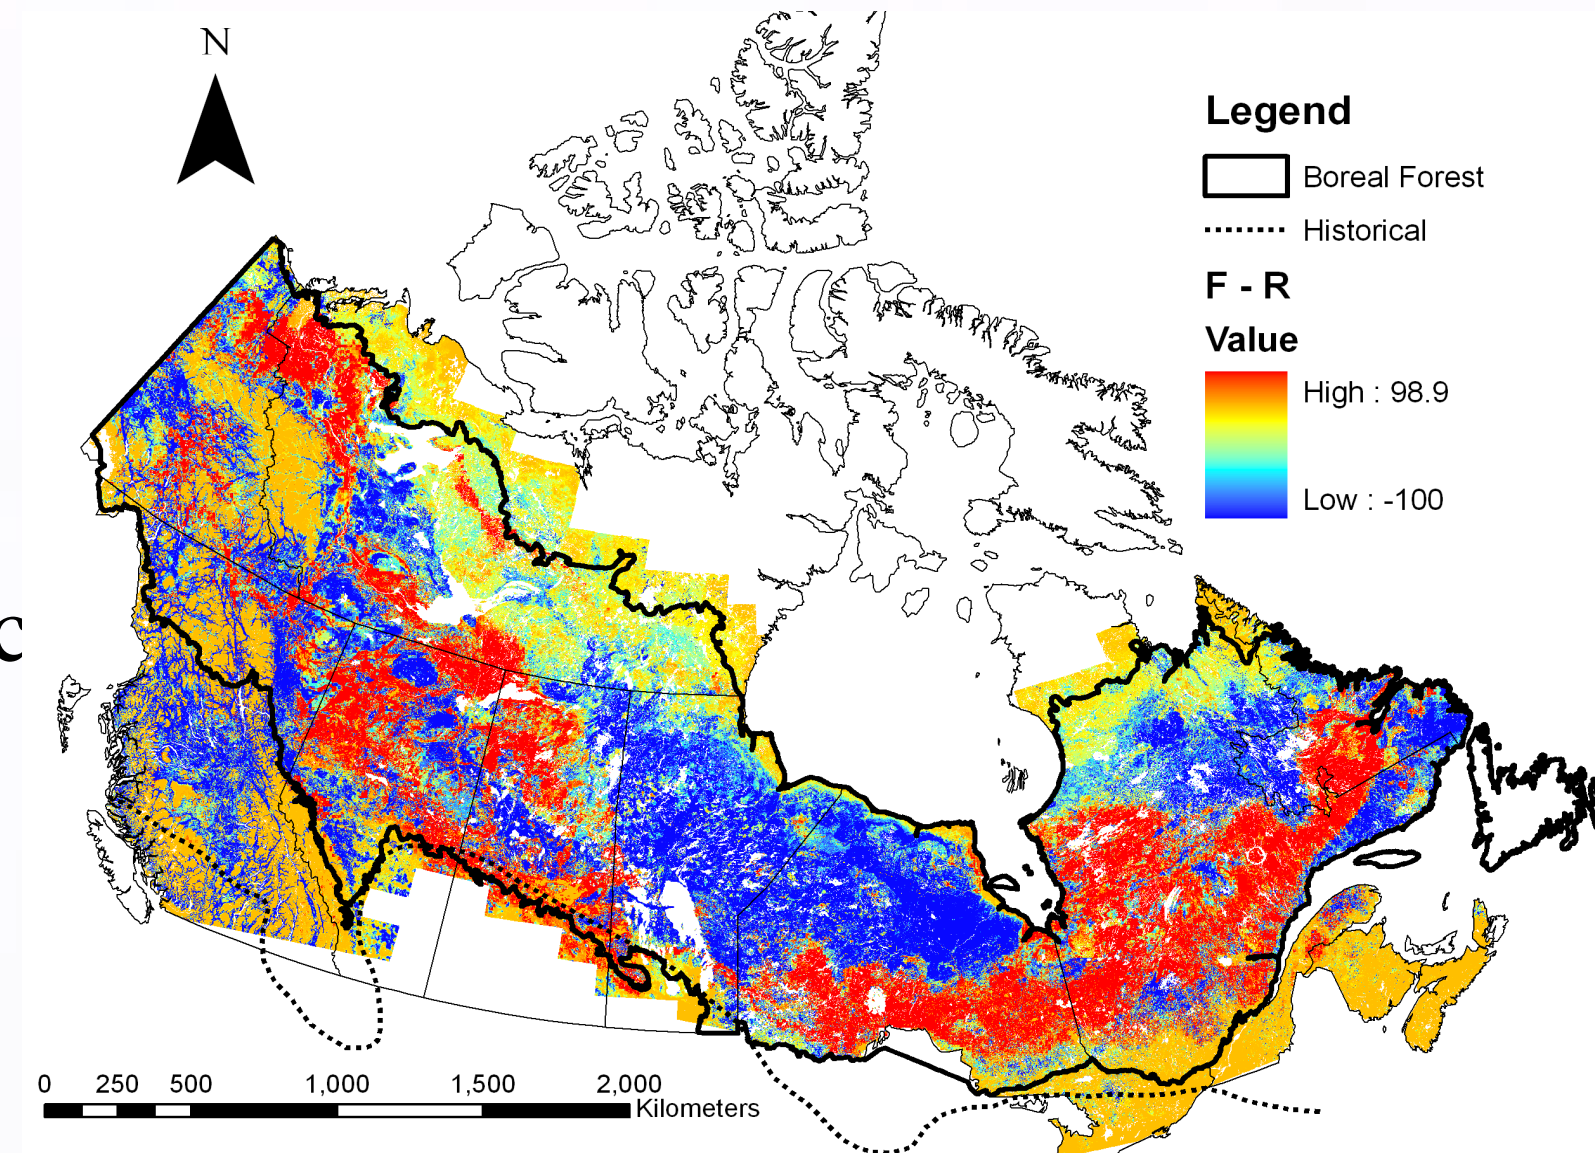 N
Legend
Boreal Forest
Historical
F - R
Value
High : 98.9
Low : -100
c
0 250 500 1,000 1,500 2,000
Kilometers